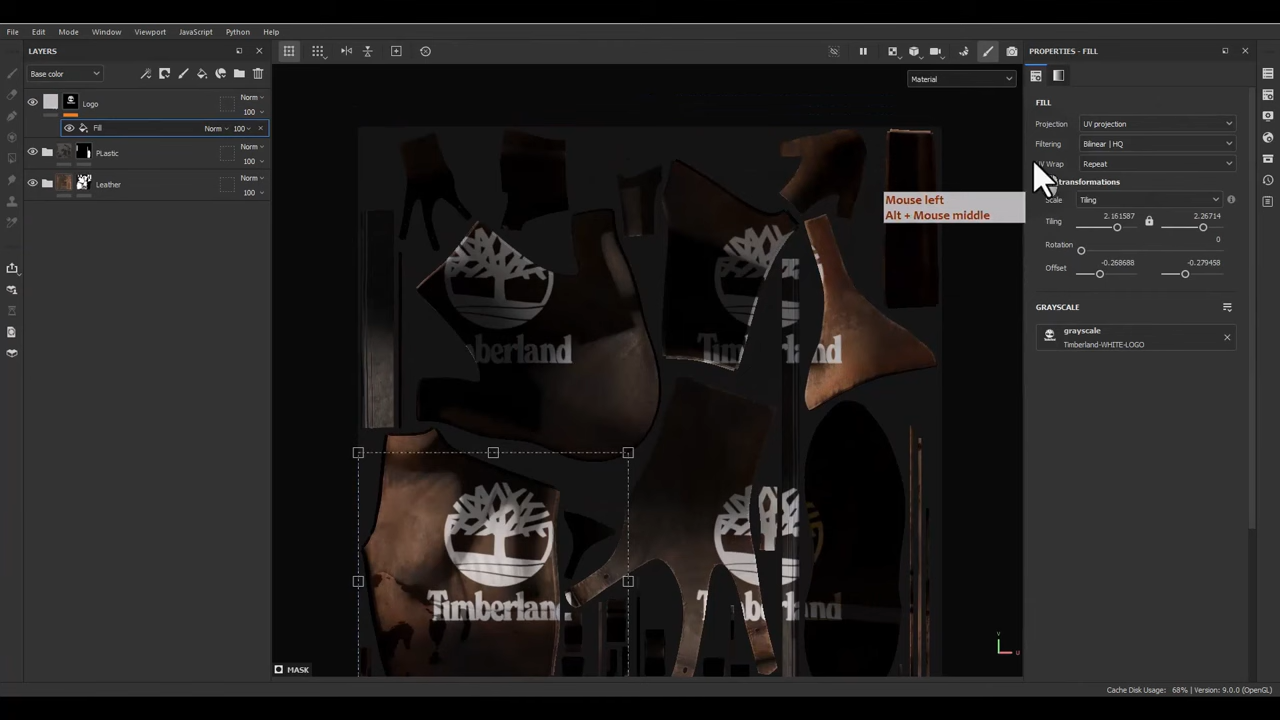 File Edit Mode Window Viewport JavaScript Python Help
LAYERS
Base color
Logo
Norm
100
Fill
Norm 100
PLastic
Norm
100
Leather
Norm
100
Material
Mouse left
Alt + Mouse middle
Timberland
Timberland
MASK
PROPERTIES - FILL
FILL
Projection UV projection
Filtering Bilinear | HQ
Wrap Repeat
transformations
Scale Tiling
Tiling 2.161587 2.26714
Rotation 0
Offset -0.268688 -0.279458
GRAYSCALE
grayscale
Timberland-WHITE-LOGO
Cache Disk Usage: 68% | Version: 9.0.0 (OpenGL)